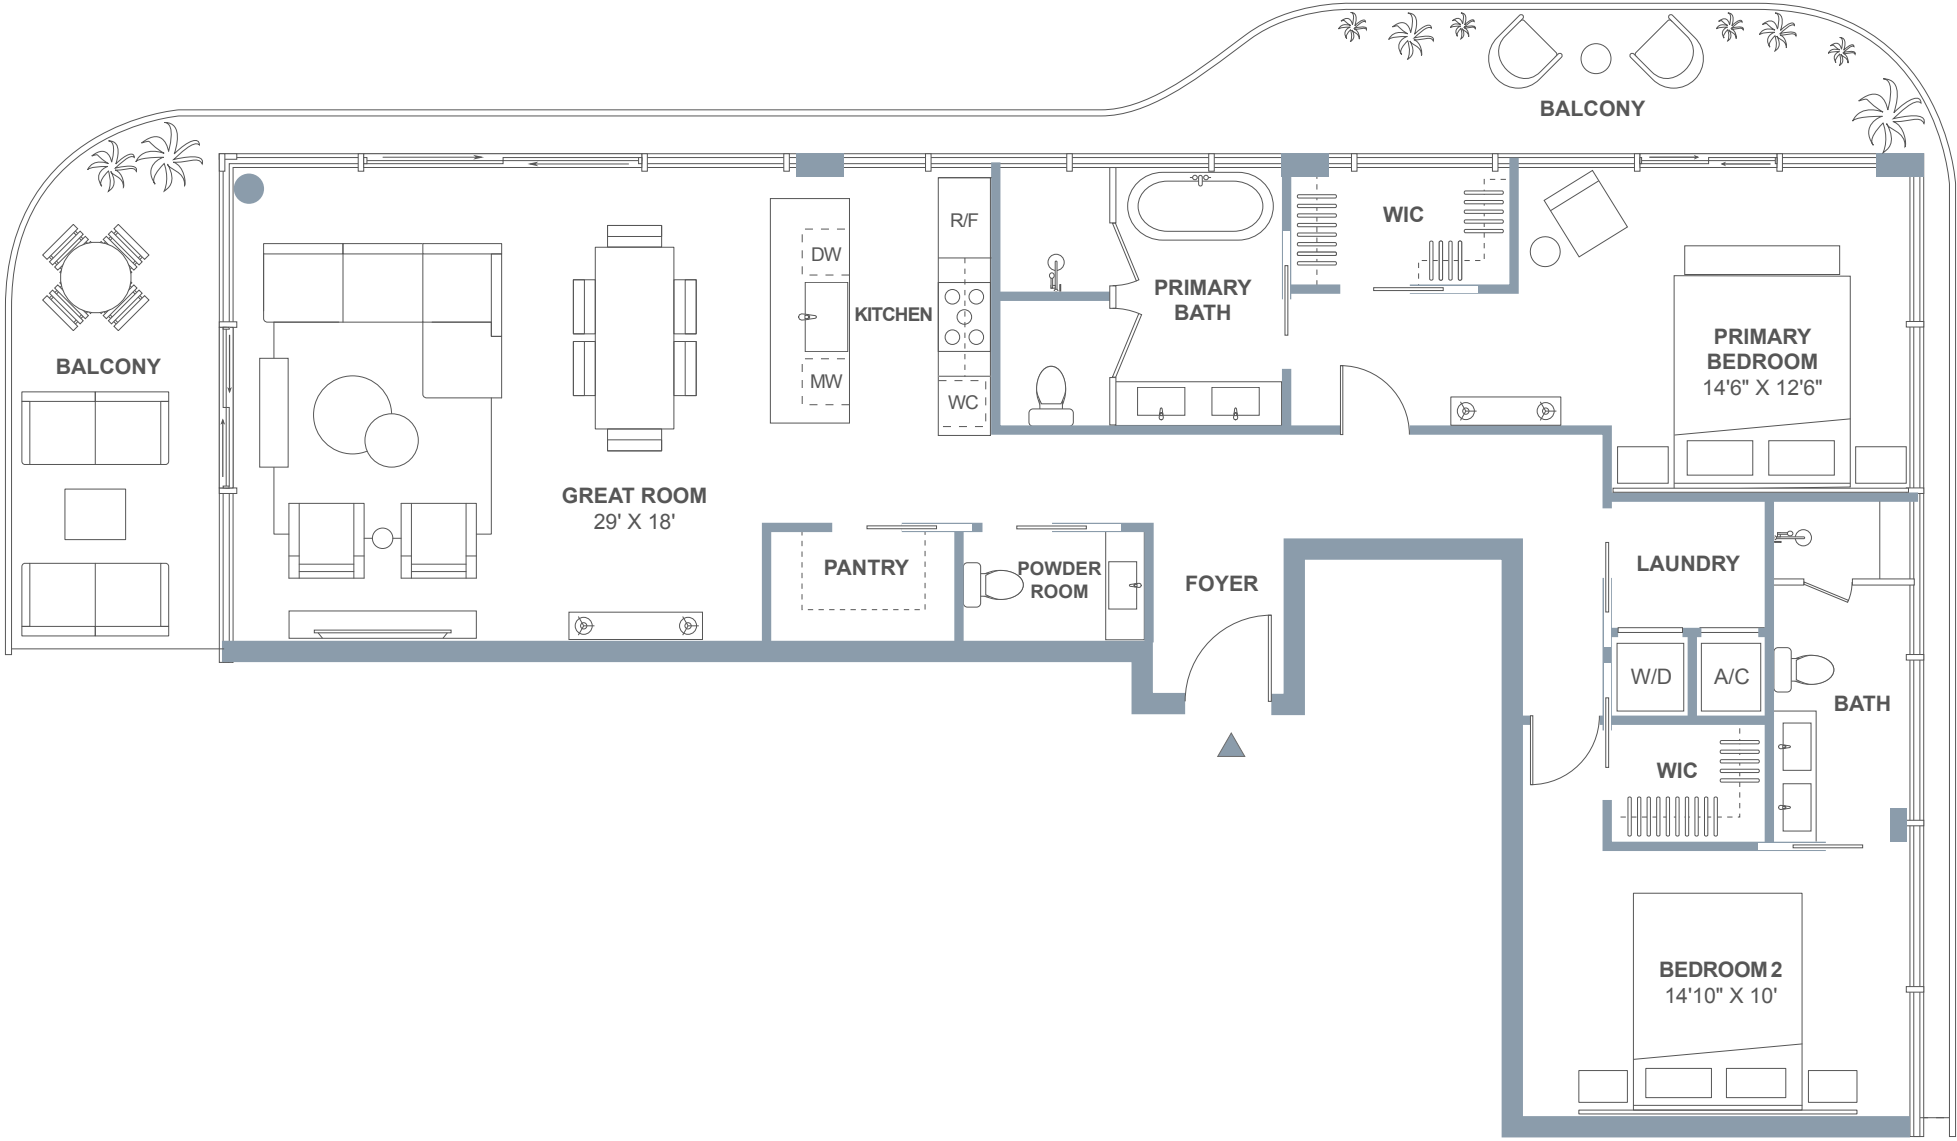 BALCONY
R/F
WIC
DW
PRIMARY
BATH
KITCHEN
PRIMARY
BEDROOM
14'6" X 12'6"
BALCONY
MW
WC
GREAT ROOM
29' X 18'
PANTRY
POWDER
ROOM
FOYER
LAUNDRY
W/D
A/C
BATH
WIC
BEDROOM 2
14'10" X 10'